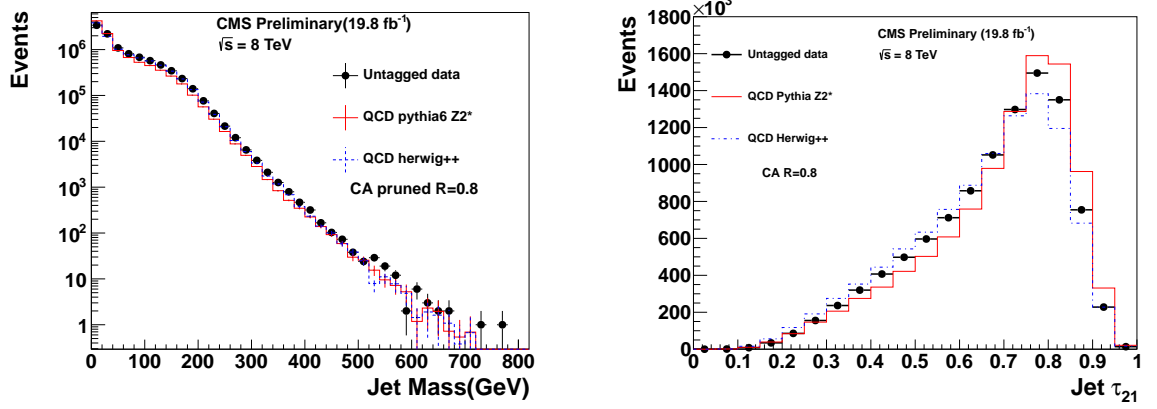 CMS Preliminary(19.8 fb⁻¹)
√s = 8 TeV
Events
10⁶
10⁵
10⁴
10³
10²
10
1
Untagged data
QCD pythia6 Z2*
QCD herwig++
CA pruned R=0.8
0 100 200 300 400 500 600 700 800
Jet Mass(GeV)
×10³
CMS Preliminary (19.8 fb⁻¹)
√s = 8 TeV
Events
1800
1600
1400
1200
1000
800
600
400
200
0
Untagged data
QCD Pythia Z2*
QCD Herwig++
CA R=0.8
0 0.1 0.2 0.3 0.4 0.5 0.6 0.7 0.8 0.9 1
Jet τ₂₁